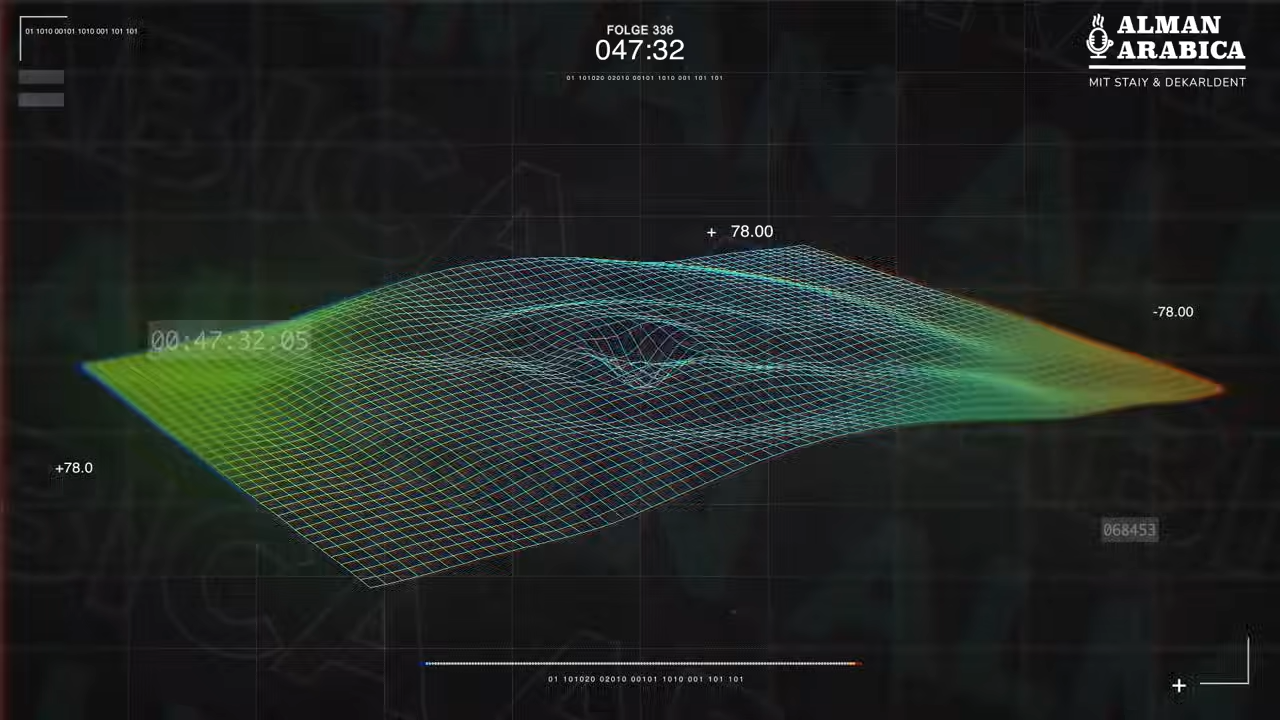 01 1010 00101 1010 001 101 101
FOLGE 336
047:32
01 101020 02010 00101 1010 001 101 101
ALMAN
ARABICA
MIT STAIY & DEKARLDENT
+ 78.00
-78.00
00:47:32:05
+78.0
068453
01 101020 02010 00101 1010 001 101 101
+